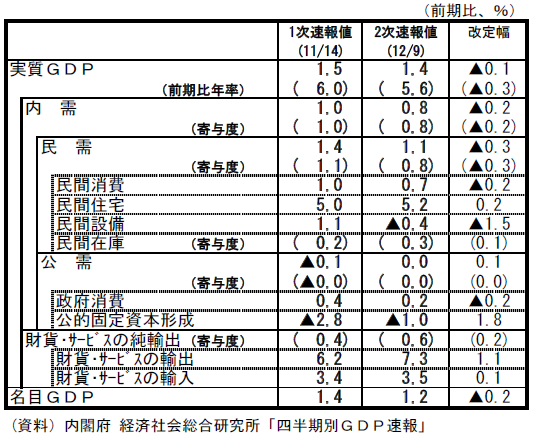 (前期比、%)
1次速報値 2次速報値 改定幅
(11/14) (12/9)
実質GDP 1.5 1.4 ▲0.1
(前期比年率) ( 6.0) ( 5.6) (▲0.3)
内 需 1.0 0.8 ▲0.2
(寄与度) ( 1.0) ( 0.8) (▲0.2)
民 需 1.4 1.1 ▲0.3
(寄与度) ( 1.1) ( 0.8) (▲0.3)
民間消費 1.0 0.7 ▲0.2
民間住宅 5.0 5.2 0.2
民間設備 1.1 ▲0.4 ▲1.5
民間在庫 (寄与度) ( 0.2) ( 0.3) (0.1)
公 需 ▲0.1 0.0 0.1
(寄与度) (▲0.0) ( 0.0) (0.0)
政府消費 0.4 0.2 ▲0.2
公的固定資本形成 ▲2.8 ▲1.0 1.8
財貨・サービスの純輸出 (寄与度) ( 0.4) ( 0.6) (0.2)
財貨・サービスの輸出 6.2 7.3 1.1
財貨・サービスの輸入 3.4 3.5 0.1
名目GDP 1.4 1.2 ▲0.2
(資料) 内閣府 経済社会総合研究所「四半期別GDP速報」